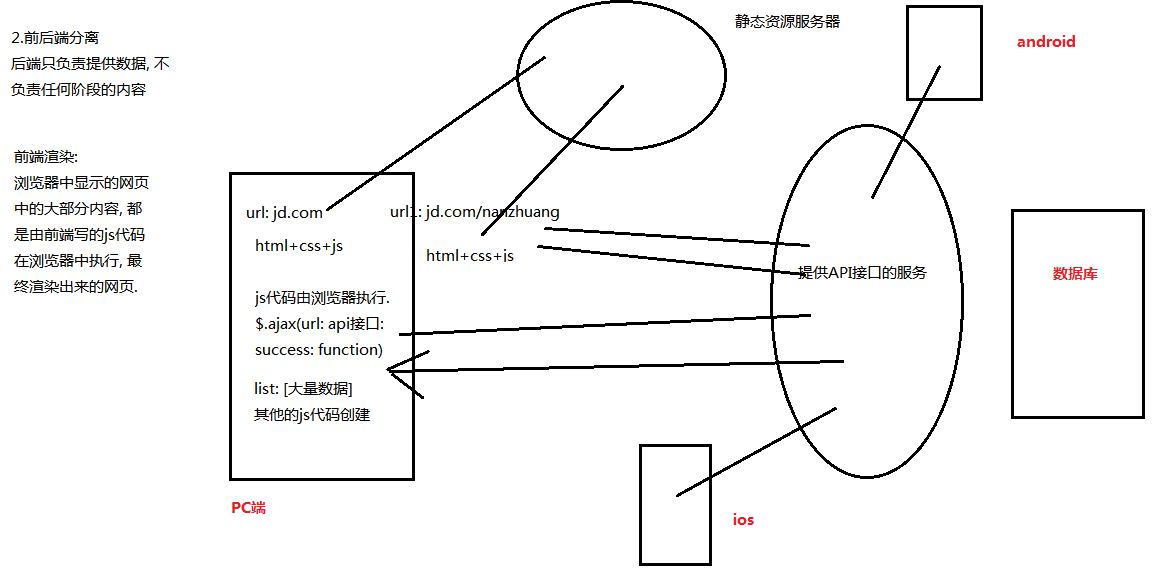 2.前后端分离
后端只负责提供数据, 不
负责任何阶段的内容
前端渲染:
浏览器中显示的网页
中的大部分内容, 都
是由前端写的js代码
在浏览器中执行, 最
终渲染出来的网页.
静态资源服务器
android
url: jd.com
html+css+js
js代码由浏览器执行.
$.ajax(url: api接口:
success: function)
list: [大量数据]
其他的js代码创建
PC端
url1: jd.com/nanzhuang
html+css+js
提供API接口的服务
数据库
ios